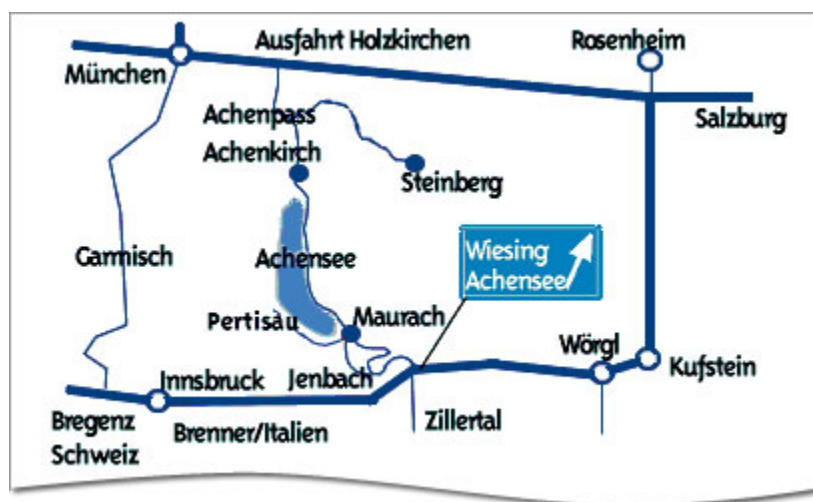 Ausfahrt Holzkirchen
Rosenheim
München
Salzburg
Achenpass
Achenkirch
Steinberg
Garmisch
Achensee
Wiesing
Achensee
Pertisau
Maurach
Wörgl
Kufstein
Innsbruck
Jenbach
Bregenz
Schweiz
Brenner/Italien
Zillertal